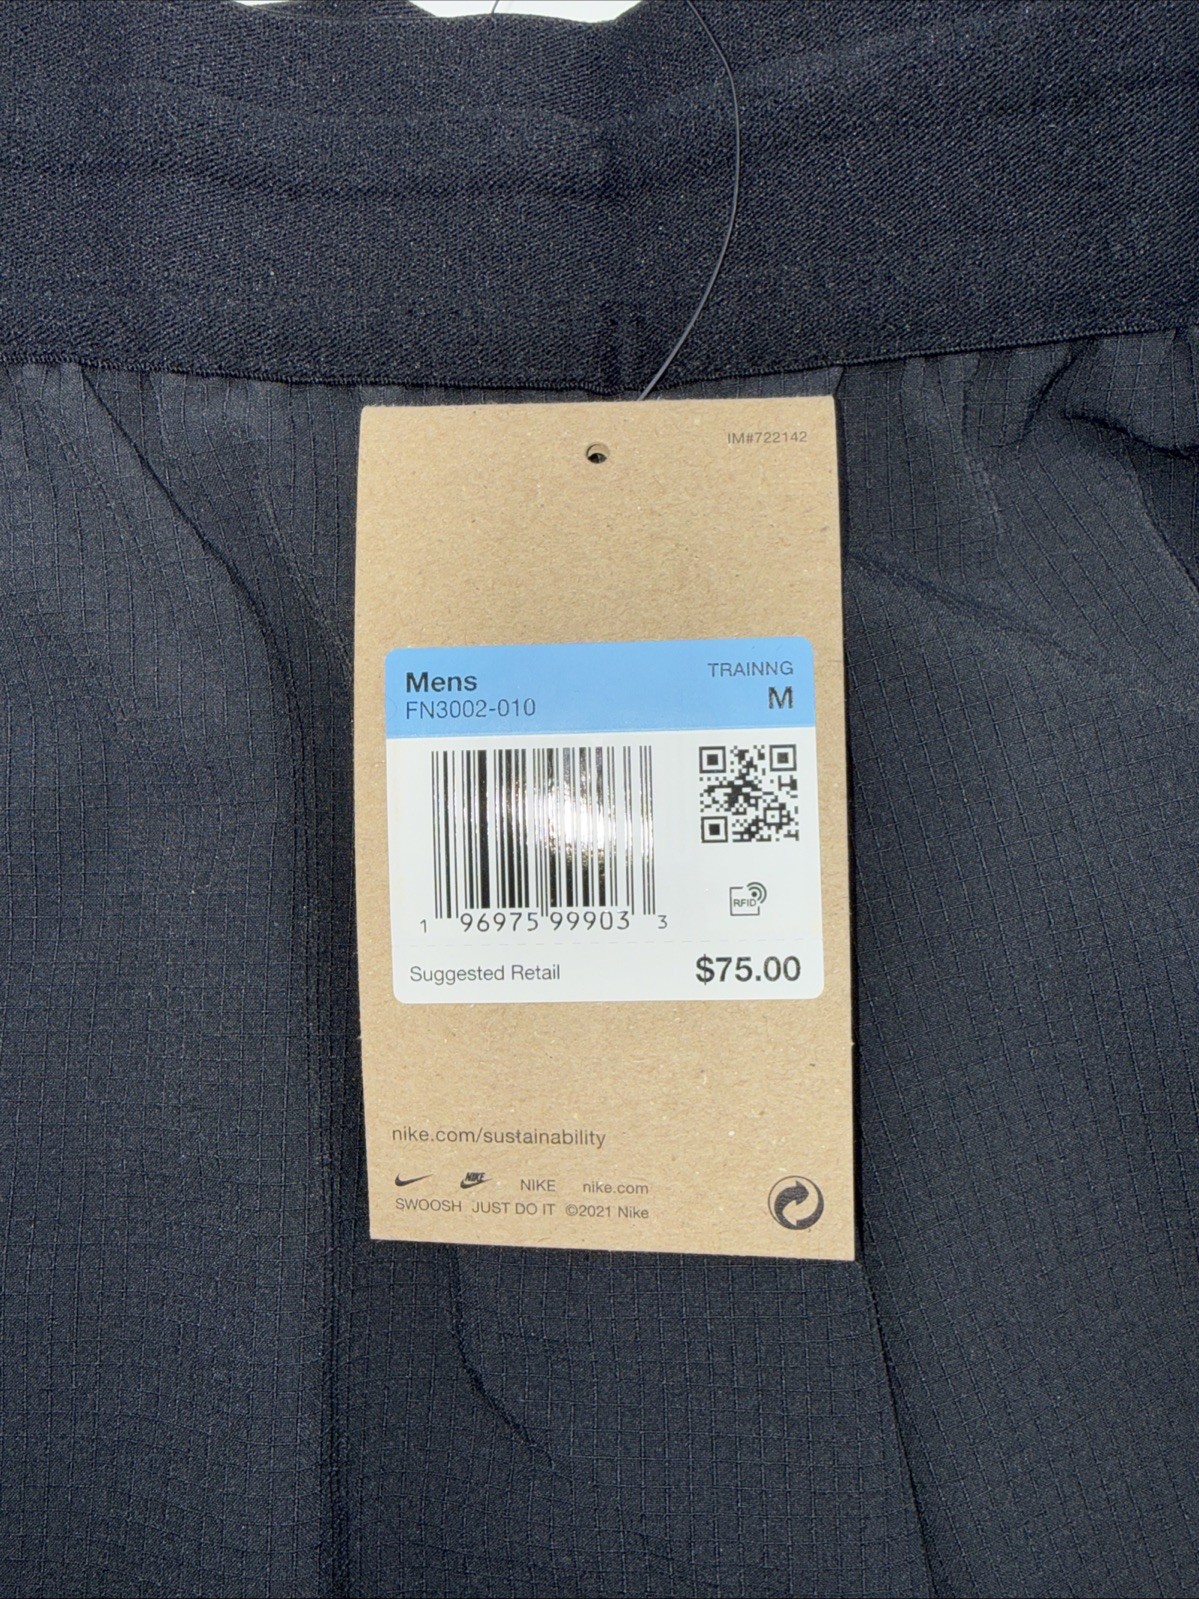 IM#722142
Mens
TRAINNG
FN3002-010
M
1 96975 99903 3
RFID
Suggested Retail
$75.00
nike.com/sustainability
NIKE NIKE nike.com
SWOOSH JUST DO IT ©2021 Nike